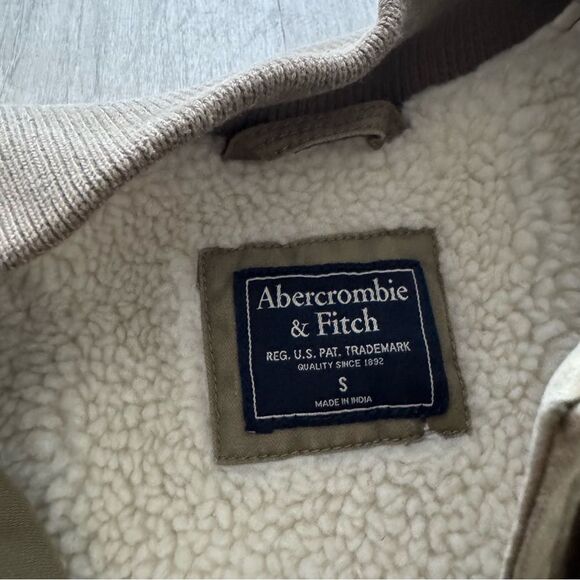 Abercrombie
& Fitch
REG. U.S. PAT. TRADEMARK
QUALITY SINCE 1892
S
MADE IN INDIA